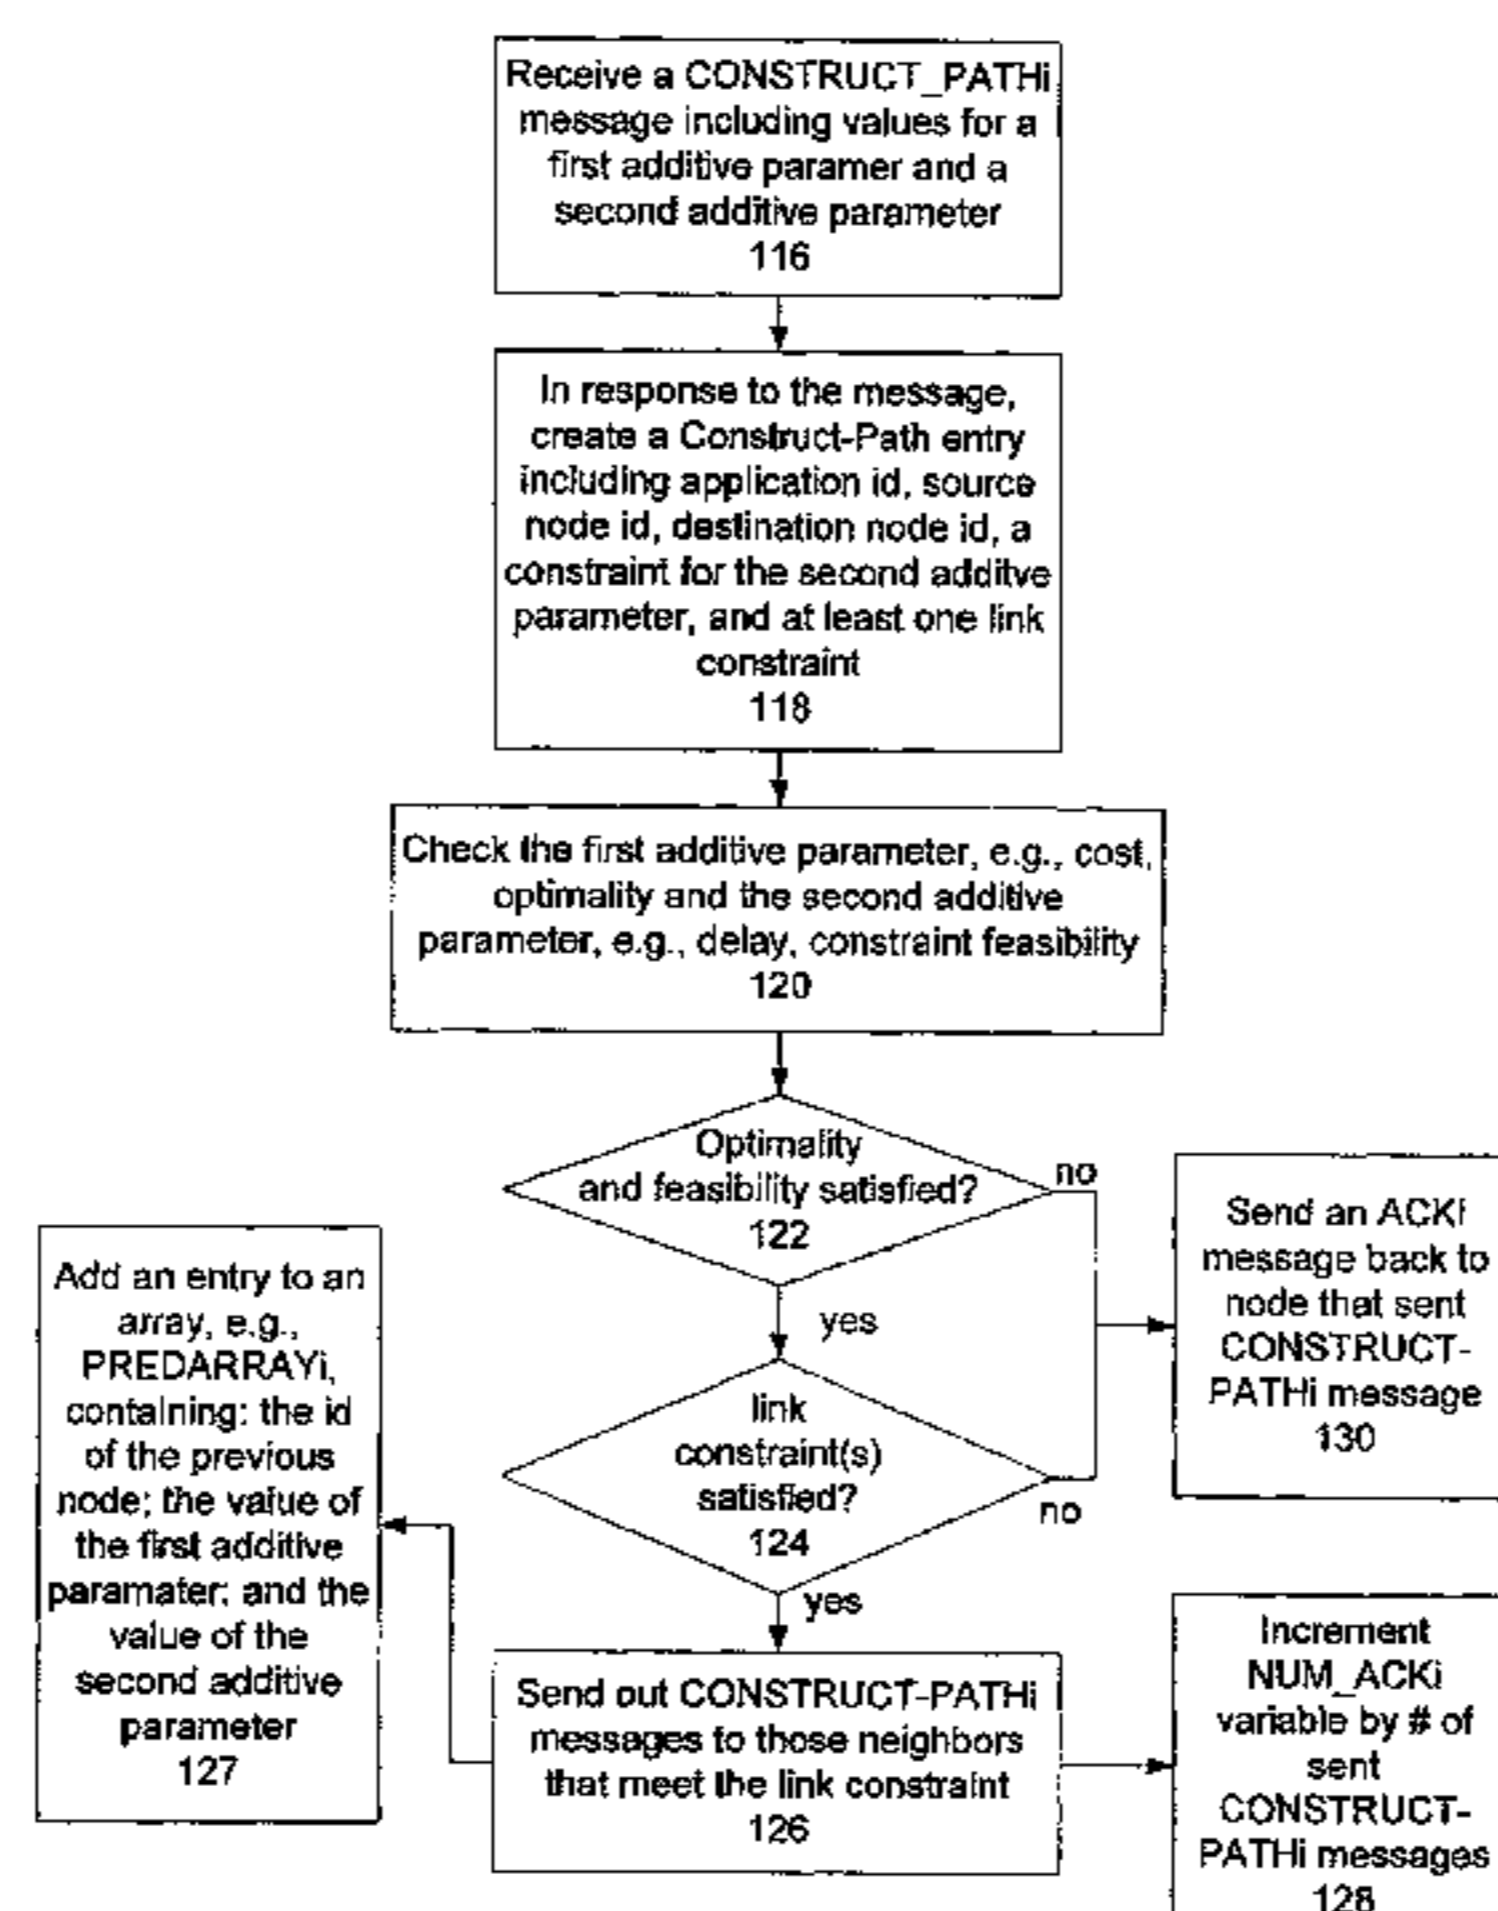 Receive a CONSTRUCT_PATHi
message including values for a
first additive paramer and a
second additive parameter
116
In response to the message,
create a Construct-Path entry
including application id, source
node id, destination node id, a
constraint for the second additve
parameter, and at least one link
constraint
118
Check the first additive parameter, e.g., cost,
optimality and the second additive
parameter, e.g., delay, constraint feasibility
120
Optimality
and feasibility satisfied?
122
no
yes
Send an ACKi
message back to
node that sent
CONSTRUCT-
PATHi message
130
link
constraint(s)
satisfied?
124
no
yes
Add an entry to an
array, e.g.,
PREDARRAYi,
containing: the id
of the previous
node; the value of
the first additive
paramater; and the
value of the
second additive
parameter
127
Send out CONSTRUCT-PATHi
messages to those neighbors
that meet the link constraint
126
Increment
NUM_ACKi
variable by # of
sent
CONSTRUCT-
PATHi messages
128